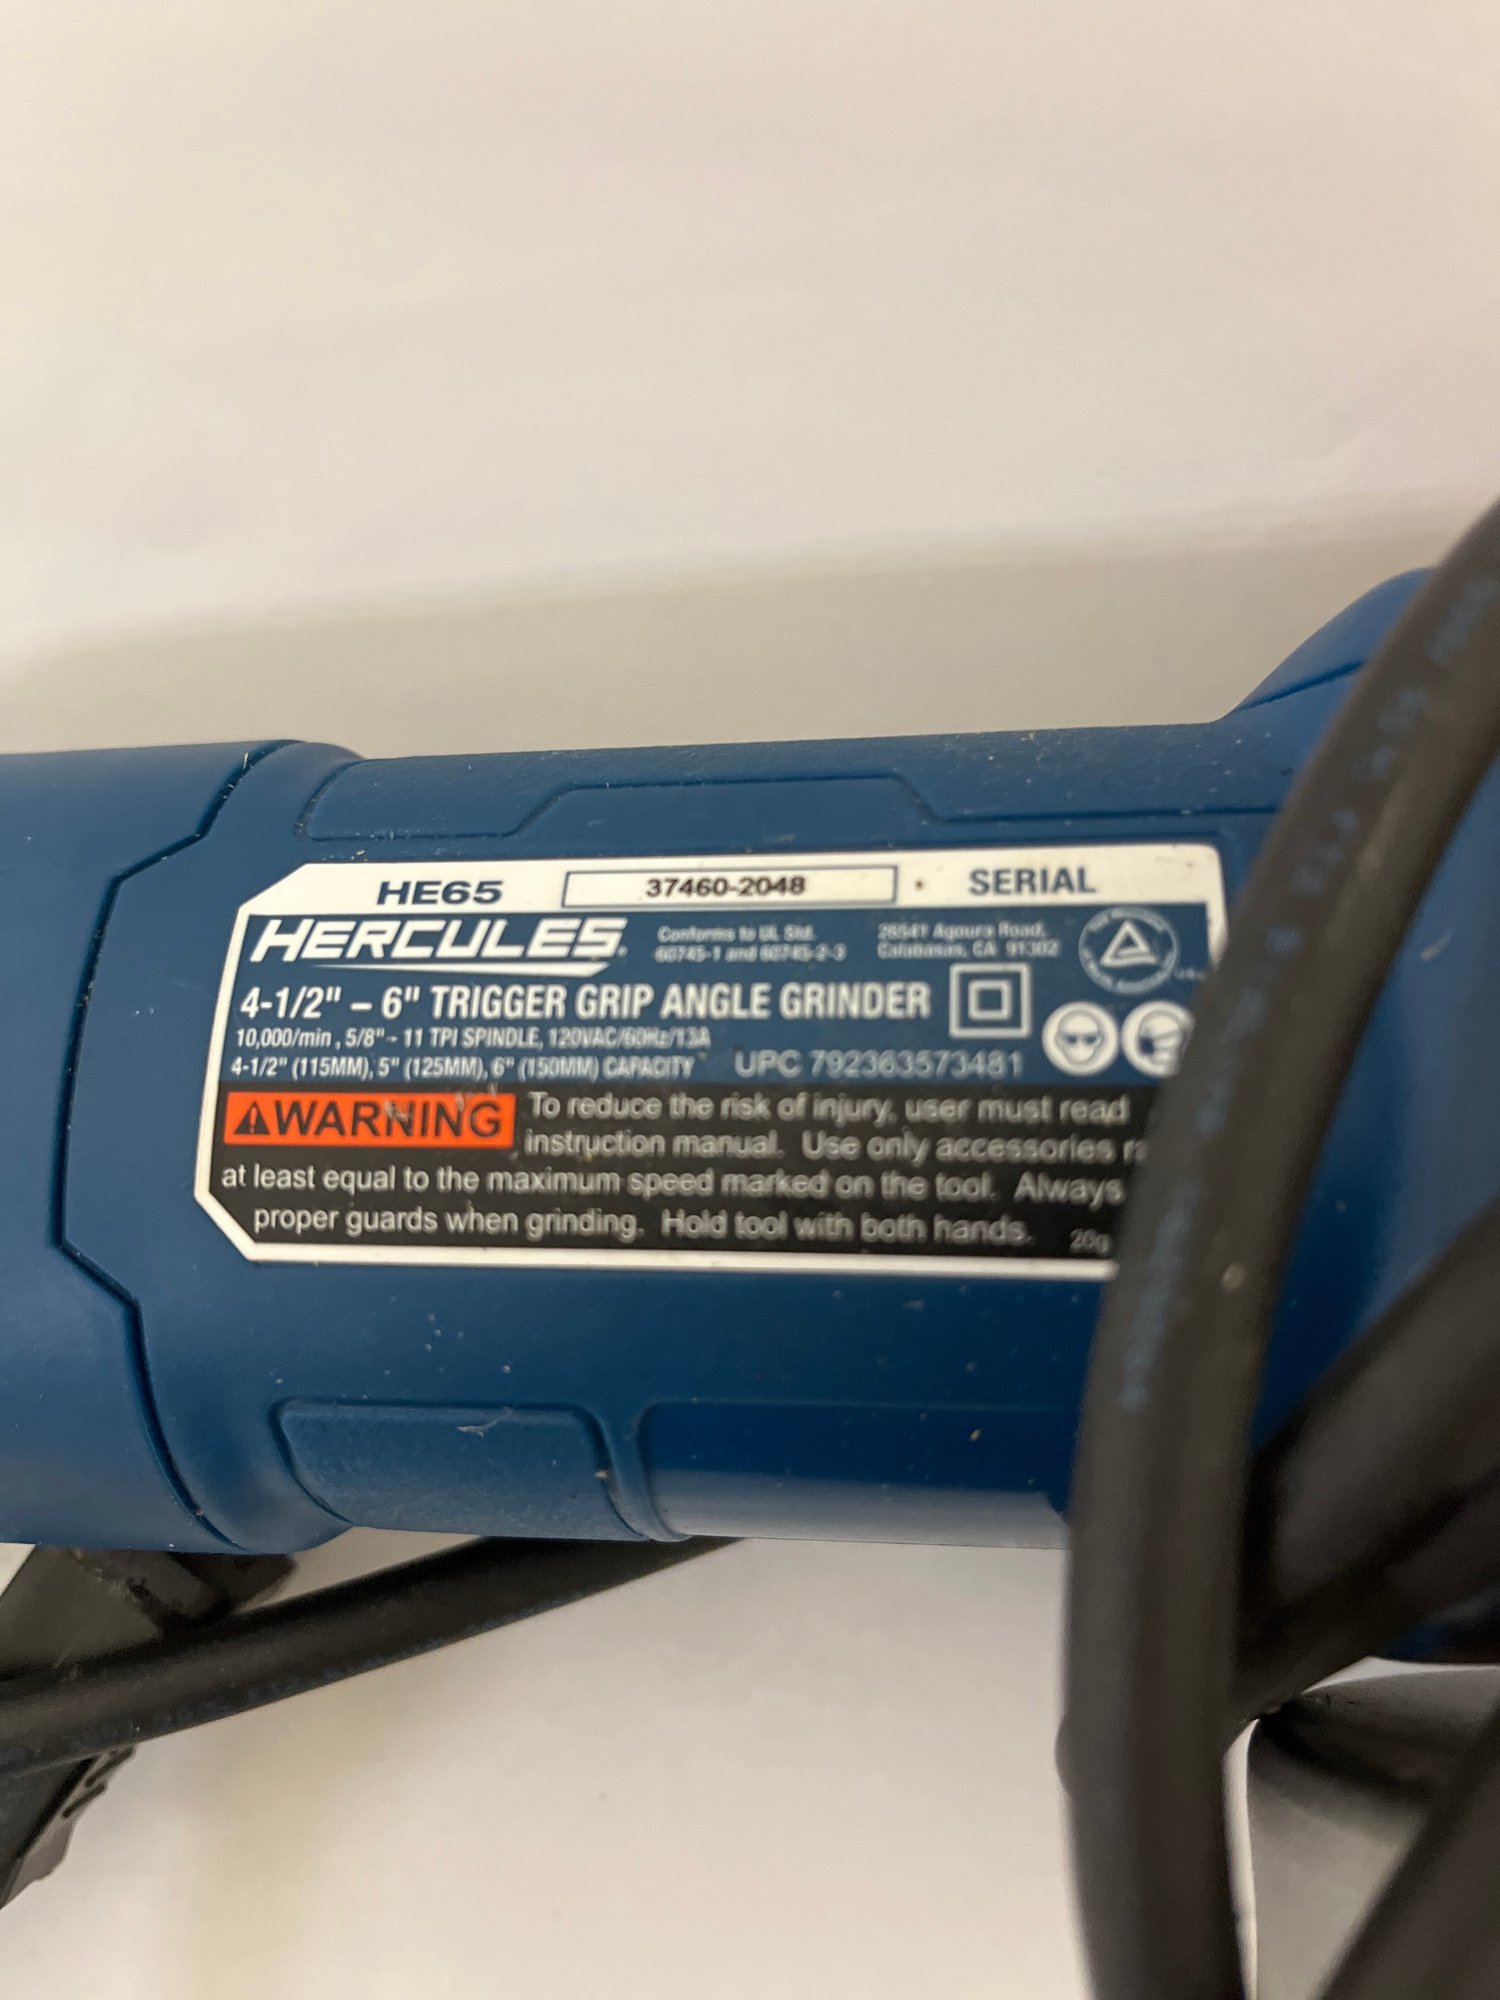 HE65 37460-2048 SERIAL
HERCULES
Conforms to UL Std.
60745-1 and 60745-2-3
26541 Agoura Road,
Calabasas, CA 91302
4-1/2" – 6" TRIGGER GRIP ANGLE GRINDER
10,000/min , 5/8" - 11 TPI SPINDLE, 120VAC/60Hz/13A
4-1/2" (115MM), 5" (125MM), 6" (150MM) CAPACITY UPC 792363573481
WARNING To reduce the risk of injury, user must read
instruction manual. Use only accessories
at least equal to the maximum speed marked on the tool. Always
proper guards when grinding. Hold tool with both hands. 20g